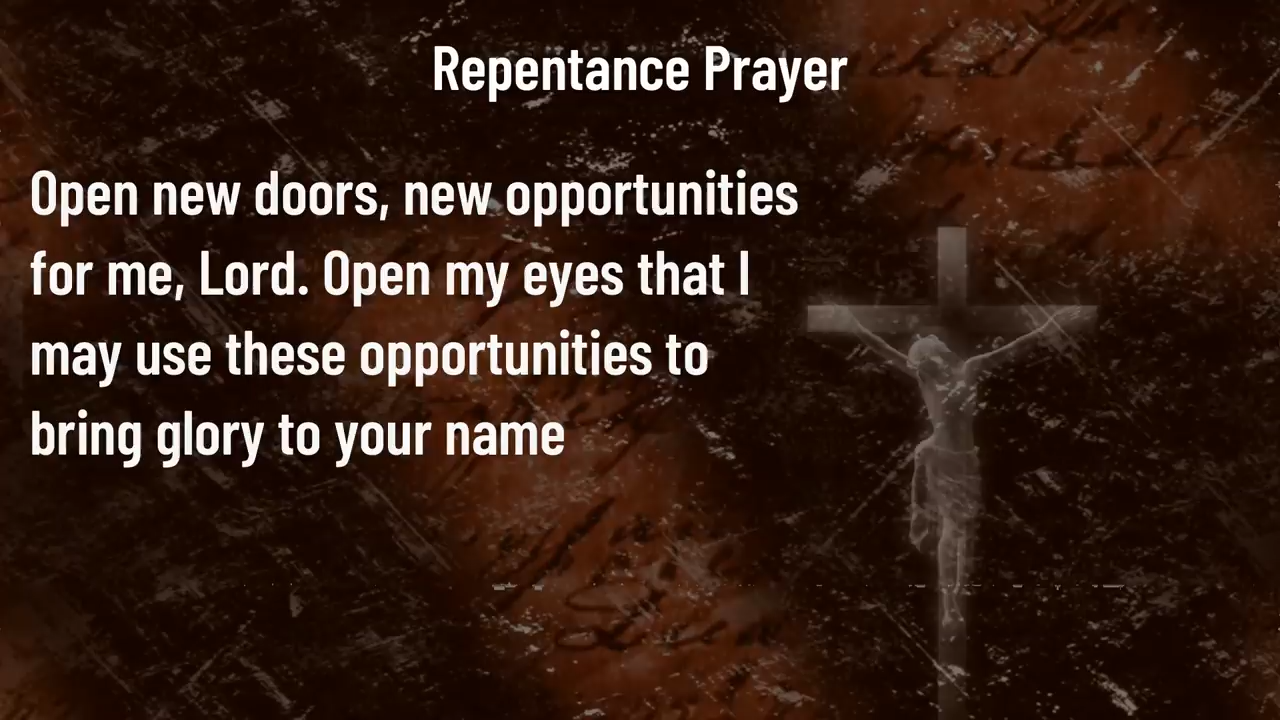 Repentance Prayer
Open new doors, new opportunities
for me, Lord. Open my eyes that I
may use these opportunities to
bring glory to your name